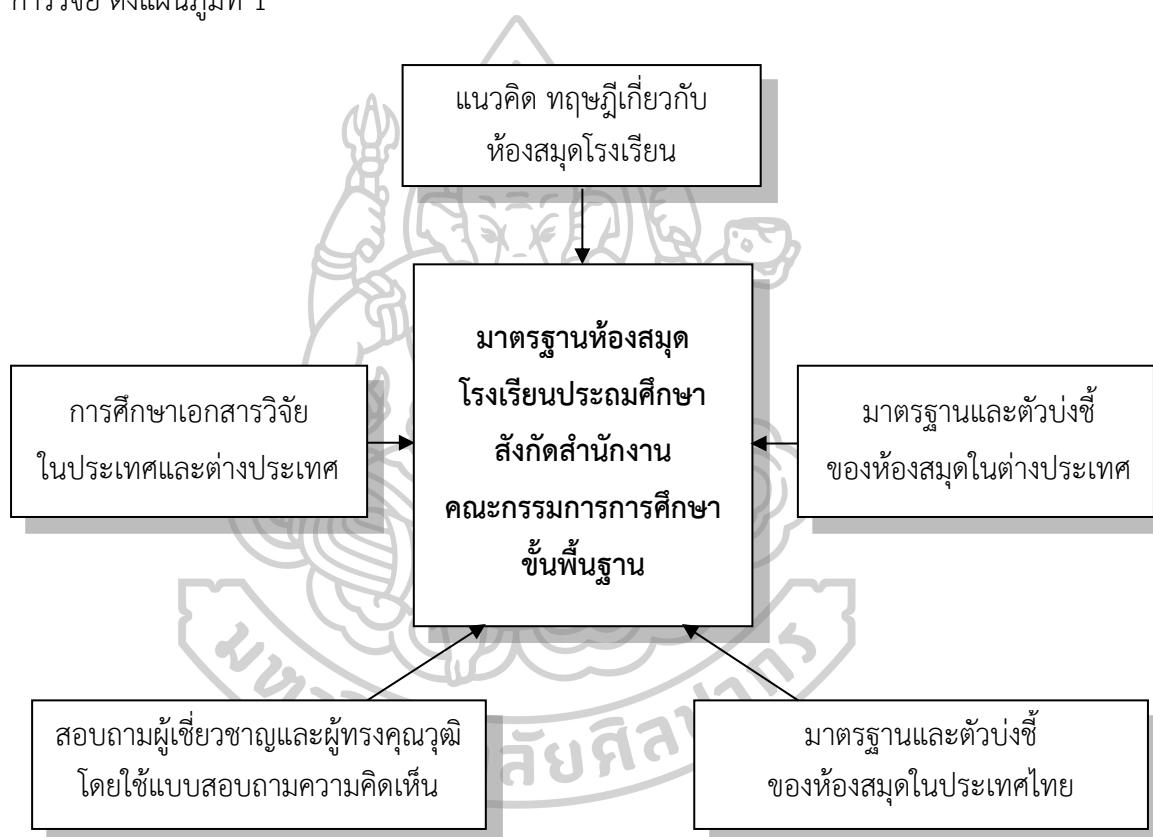 การวิจัย ดังแผนภูมิที่ 1
แนวคิด ทฤษฎีเกี่ยวกับ
ห้องสมุดโรงเรียน
มาตรฐานห้องสมุด
โรงเรียนประถมศึกษา
สังกัดสำนักงาน
คณะกรรมการการศึกษา
ขั้นพื้นฐาน
การศึกษาเอกสารวิจัย
ในประเทศและต่างประเทศ
มาตรฐานและตัวบ่งชี้
ของห้องสมุดในต่างประเทศ
สอบถามผู้เชี่ยวชาญและผู้ทรงคุณวุฒิ
โดยใช้แบบสอบถามความคิดเห็น
มาตรฐานและตัวบ่งชี้
ของห้องสมุดในประเทศไทย